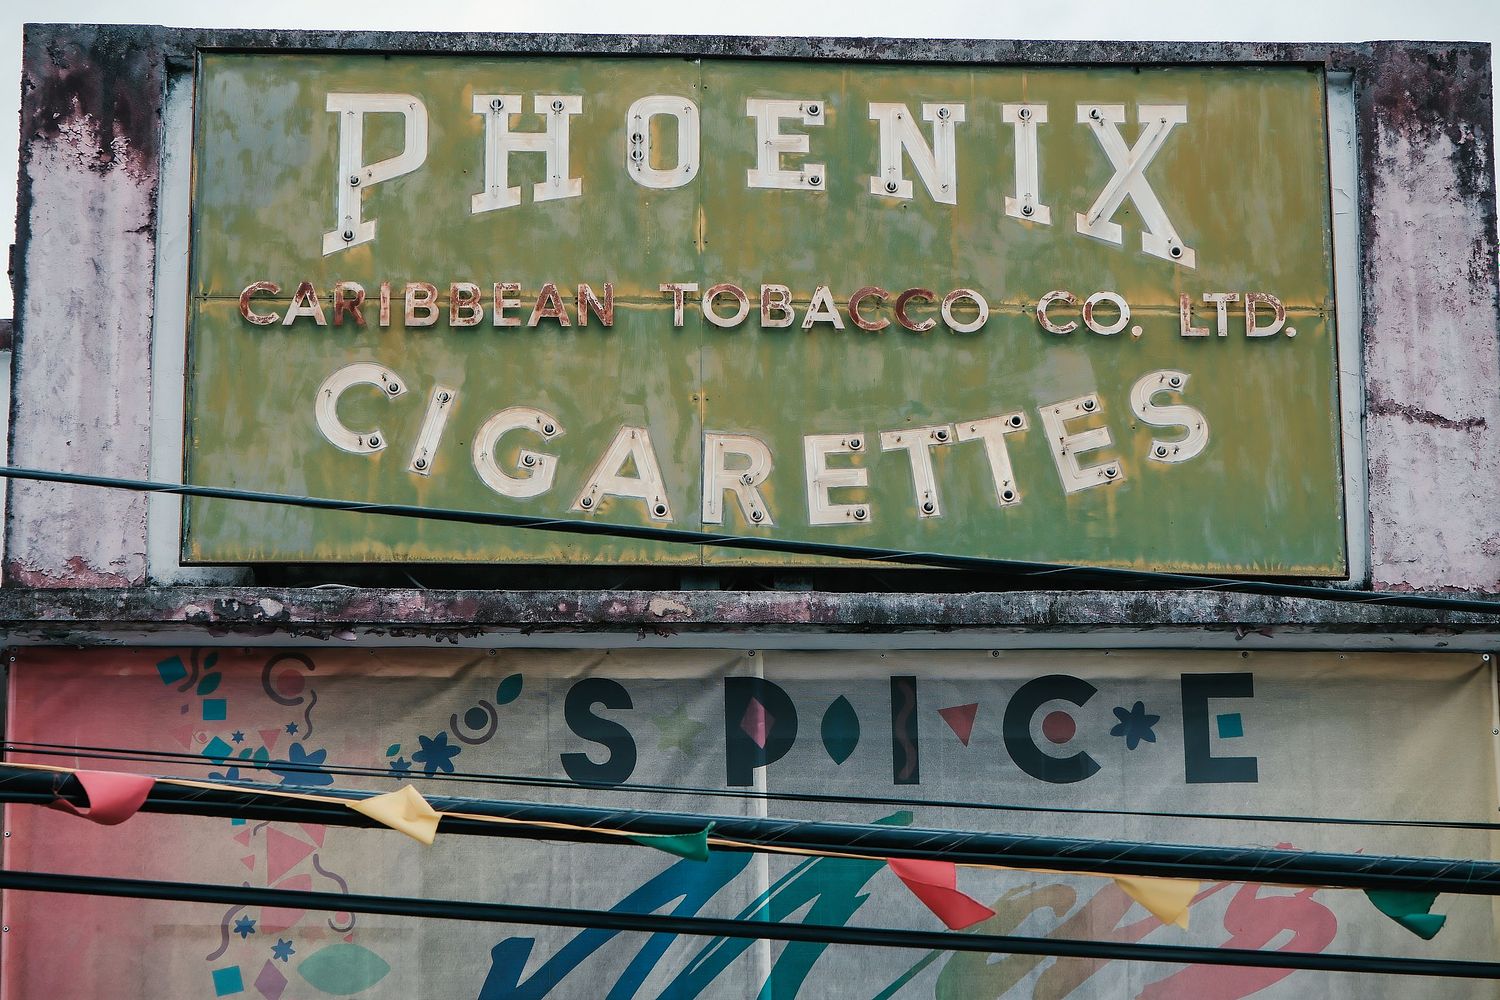 PHOENIX
CARIBBEAN TOBACCO CO. LTD.
CIGARETTES
SPICE